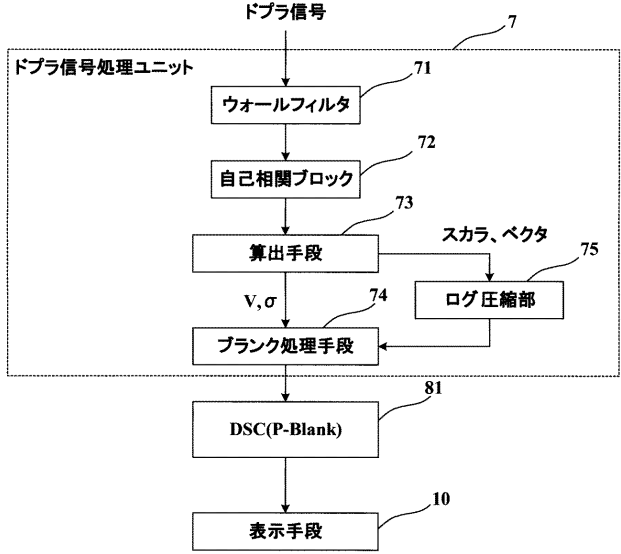 ドプラ信号
7
ドプラ信号処理ユニット
71
ウォールフィルタ
72
自己相関ブロック
73
算出手段
スカラ、ベクタ
75
ログ圧縮部
V,σ
74
ブランク処理手段
81
DSC(P-Blank)
10
表示手段